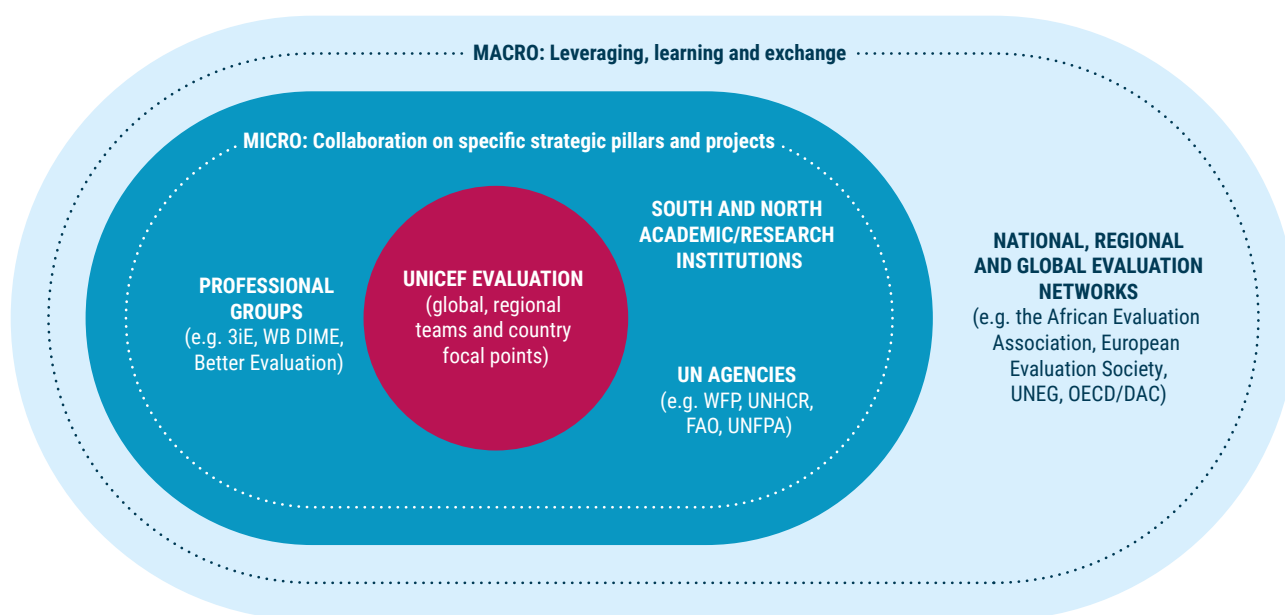 MACRO: Leveraging, learning and exchange
MICRO: Collaboration on specific strategic pillars and projects
PROFESSIONAL
GROUPS
(e.g. 3iE, WB DIME,
Better Evaluation)
UNICEF EVALUATION
(global, regional
teams and country
focal points)
SOUTH AND NORTH
ACADEMIC/RESEARCH
INSTITUTIONS
UN AGENCIES
(e.g. WFP, UNHCR,
FAO, UNFPA)
NATIONAL, REGIONAL
AND GLOBAL EVALUATION
NETWORKS
(e.g. the African Evaluation
Association, European
Evaluation Society,
UNEG, OECD/DAC)